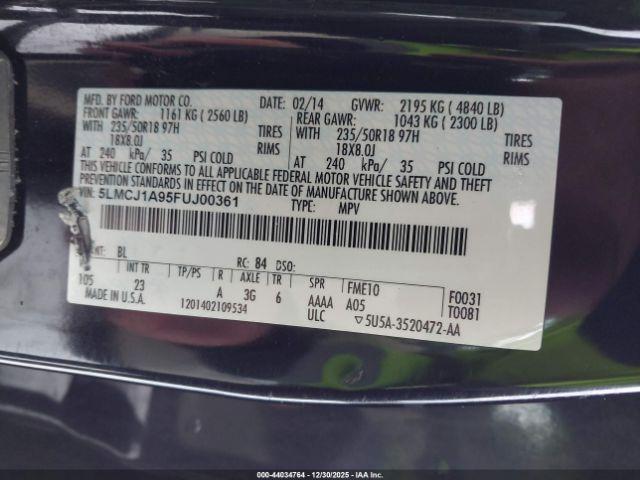 MFD. BY FORD MOTOR CO. DATE: 02/14 GVWR: 2195 KG ( 4840 LB)
FRONT GAWR: 1161 KG ( 2560 LB) REAR GAWR: 1043 KG ( 2300 LB)
WITH 235/50R18 97H TIRES WITH 235/50R18 97H TIRES
18X8.0J RIMS 18X8.0J RIMS
AT 240 kPa/ 35 PSI COLD AT 240 kPa/ 35 PSI COLD
THIS VEHICLE CONFORMS TO ALL APPLICABLE FEDERAL MOTOR VEHICLE SAFETY AND THEFT
PREVENTION STANDARDS IN EFFECT ON THE DATE OF MANUFACTURE SHOWN ABOVE.
VIN: 5LMCJ1A95FUJ00361 TYPE: MPV
BL RC: 84 DSO:
INT TR TP/PS R AXLE TR SPR FME10 F0031
105 23 A 3G 6 AAAA A05 T0081
MADE IN U.S.A. 1201402109534 ULC ▽5U5A-3520472-AA
000-44034764 - 12/30/2025 - IAA Inc.